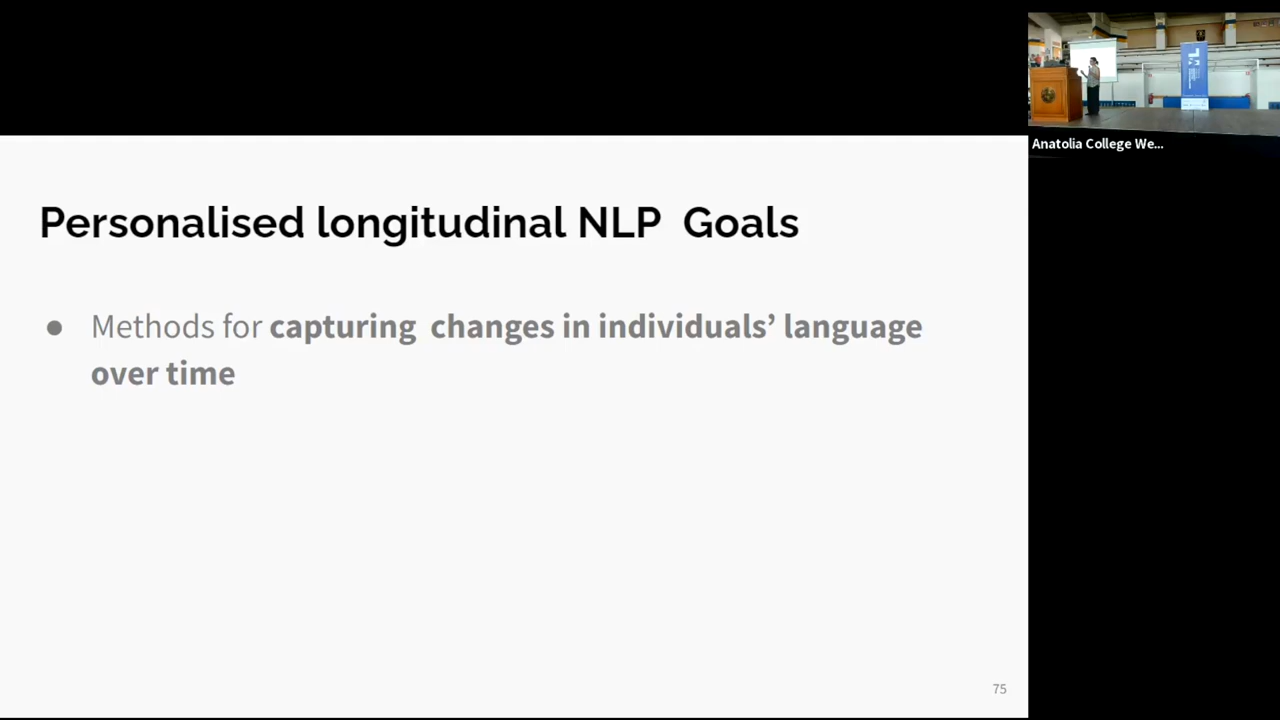 Anatolia College We...
Personalised longitudinal NLP Goals
● Methods for capturing changes in individuals’ language
over time
75